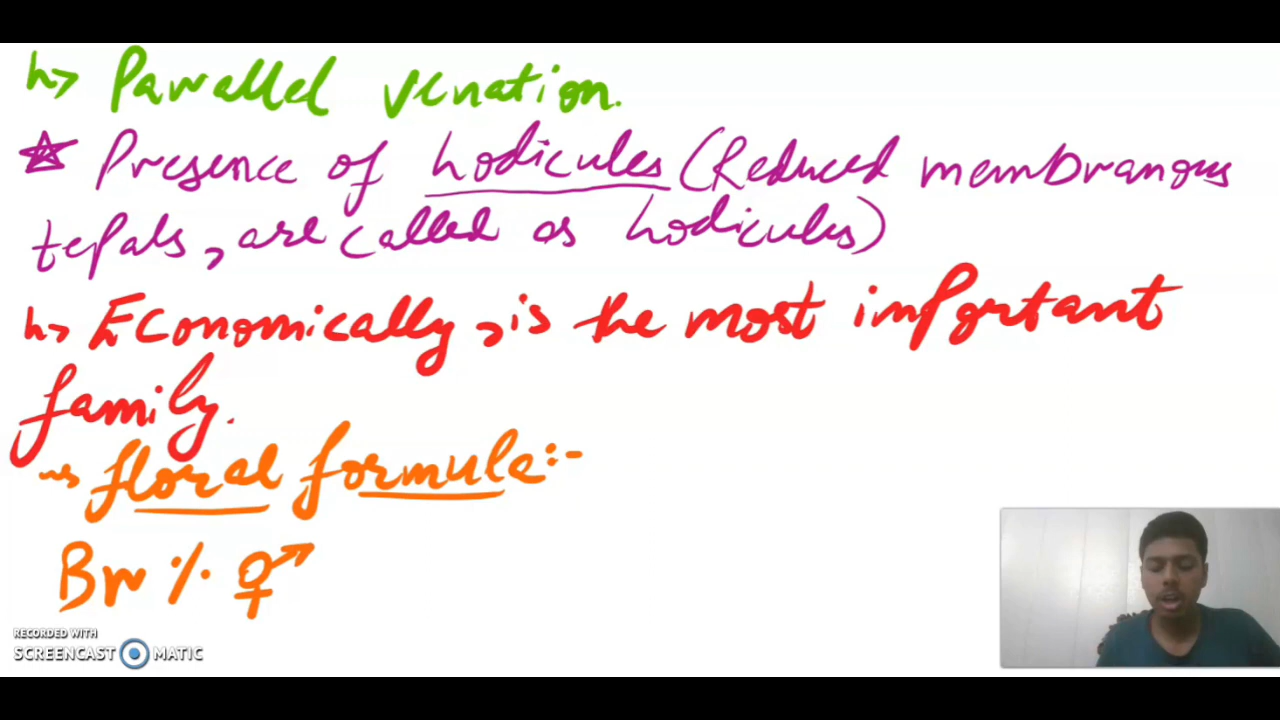 ↳ Parallel venation.
☆ Presence of Lodicules (Reduced membranous
tepals, are called as Lodicules)
↳ Economically, is the most important
family.
→ Floral formula:-
Br % ⚥
RECORDED WITH
SCREENCAST MATIC